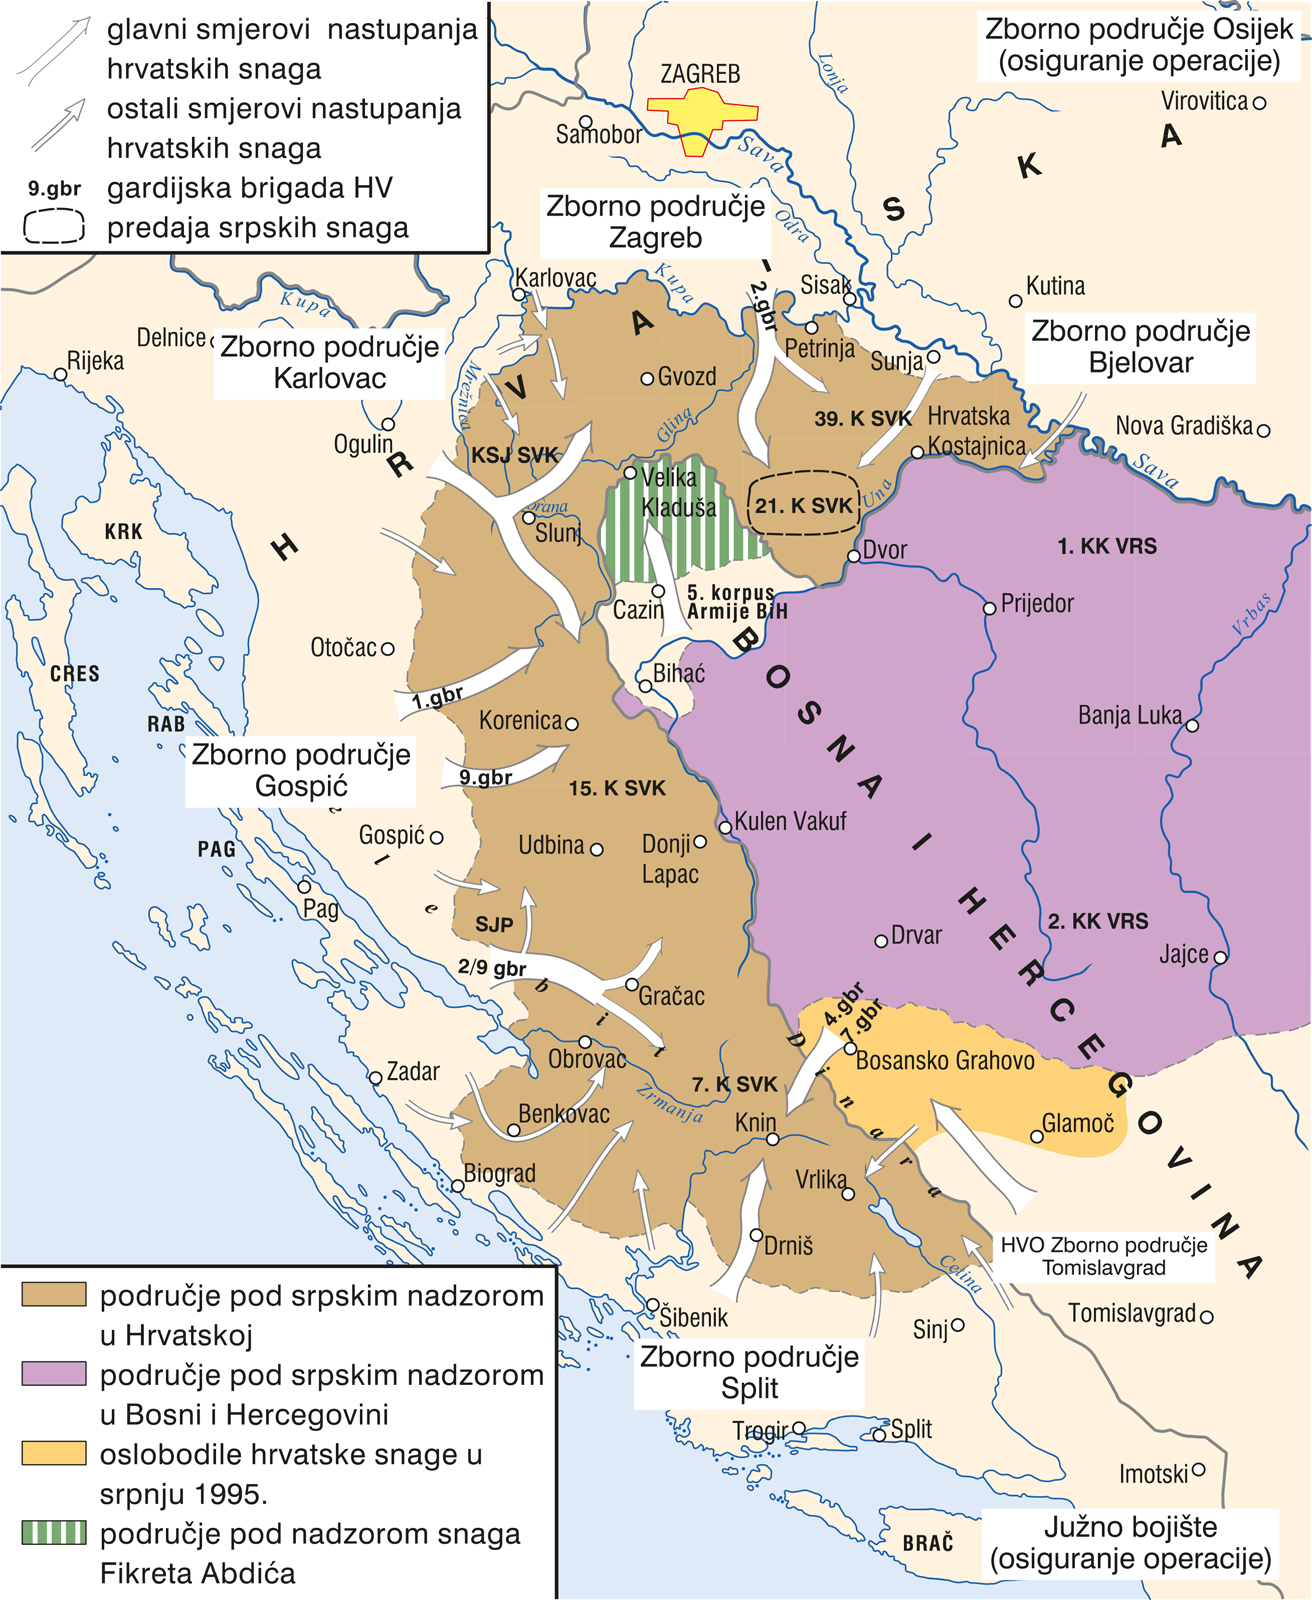 glavni smjerovi nastupanja
hrvatskih snaga
ostali smjerovi nastupanja
hrvatskih snaga
9.gbr
gardijska brigada HV
predaja srpskih snaga
Zborno područje Osijek
(osiguranje operacije)
Virovitica
ZAGREB
Samobor
Lonja
Sava
Odra
H R V A T S K A
Zborno područje
Zagreb
Karlovac
Kupa
Kupa
2.gbr
Sisak
Kutina
Petrinja
Sunja
Delnice
Rijeka
Zborno područje
Karlovac
Zborno područje
Bjelovar
Mrežnica
Gvozd
Glina
39. K SVK
Hrvatska
Kostajnica
Nova Gradiška
Sava
Ogulin
KSJ SVK
Velika
Kladuša
21. K SVK
Una
Slunj
Dvor
1. KK VRS
KRK
Cazin
5. korpus
Armije BiH
Prijedor
Vrbas
Otočac
Bihać
CRES
RAB
1.gbr
Korenica
Banja Luka
BOSNA I HERCEGOVINA
Zborno područje
Gospić
9.gbr
15. K SVK
Gospić
Udbina
Donji
Lapac
Kulen Vakuf
PAG
Pag
Velebit
SJP
2/9 gbr
2. KK VRS
Drvar
Jajce
Gračac
4.gbr
7.gbr
Dinara
Obrovac
Bosansko Grahovo
Zadar
7. K SVK
Zrmanja
Benkovac
Knin
Glamoč
Biograd
Vrlika
Drniš
HVO Zborno područje
Tomislavgrad
Cetina
Šibenik
Sinj
Tomislavgrad
Zborno područje
Split
Trogir
Split
Imotski
BRAČ
Južno bojište
(osiguranje operacije)
područje pod srpskim nadzorom
u Hrvatskoj
područje pod srpskim nadzorom
u Bosni i Hercegovini
oslobodile hrvatske snage u
srpnju 1995.
područje pod nadzorom snaga
Fikreta Abdića